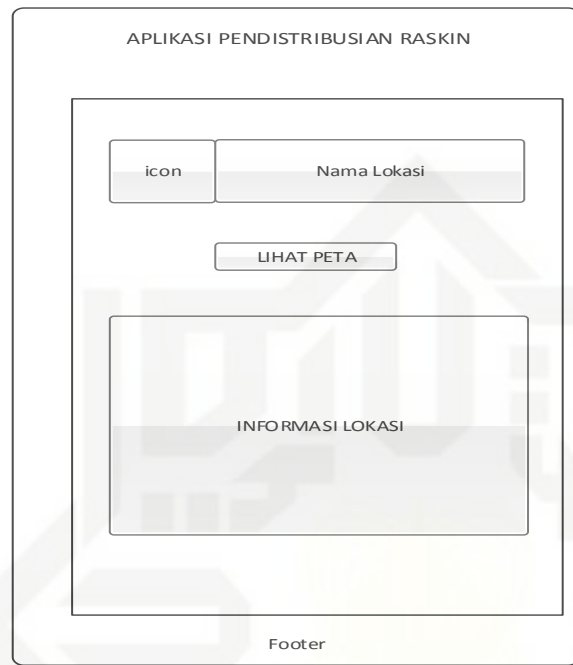 APLIKASI PENDISTRIBUSIAN RASKIN
icon
Nama Lokasi
LIHAT PETA
INFORMASI LOKASI
Footer